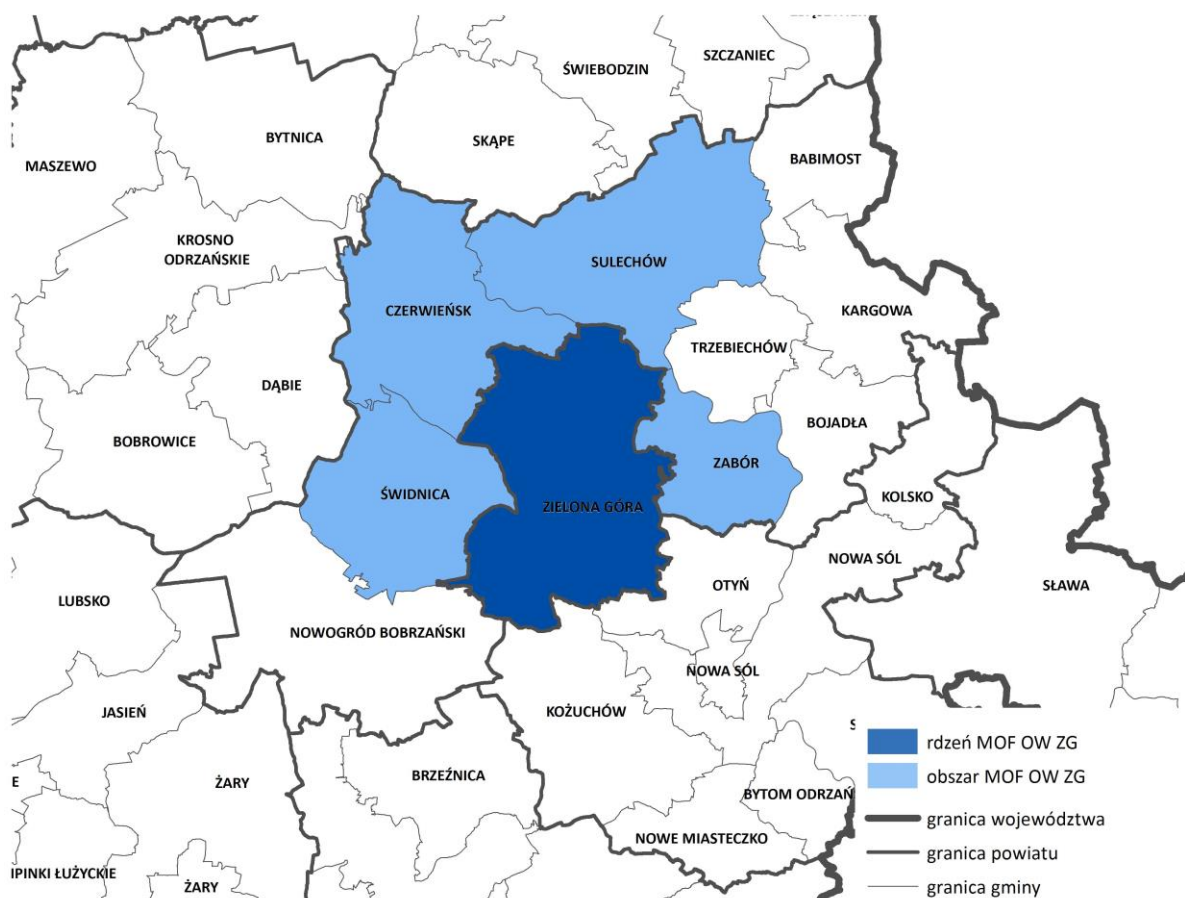 ŚWIEBODZIN
SZCZANIEC
BYTNICA
SKĄPE
BABIMOST
MASZEWO
KROSNO
ODRZAŃSKIE
SULECHÓW
CZERWIEŃSK
KARGOWA
TRZEBIECHÓW
DĄBIE
BOJADŁA
BOBROWICE
ZABÓR
ŚWIDNICA
KOLSKO
ZIELONA GÓRA
NOWA SÓL
OTYŃ
SŁAWA
LUBSKO
NOWOGRÓD BOBRZAŃSKI
NOWA SÓL
JASIEŃ
KOŻUCHÓW
S
rdzeń MOF OW ZG
BRZEŹNICA
obszar MOF OW ZG
E
ŻARY
BYTOM ODRZAŃ
granica województwa
NOWE MIASTECZKO
granica powiatu
IPINKI ŁUŻYCKIE
ŻARY
granica gminy